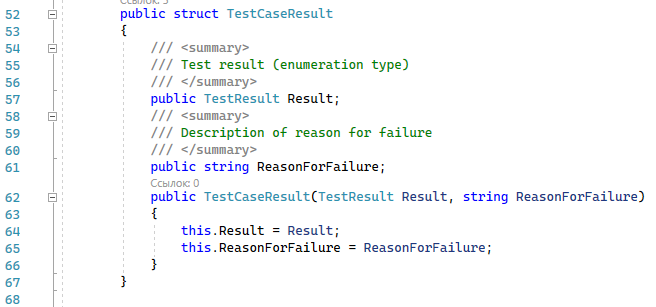 Ссылок: 3
52 public struct TestCaseResult
53 {
54 /// <summary>
55 /// Test result (enumeration type)
56 /// </summary>
57 public TestResult Result;
58 /// <summary>
59 /// Description of reason for failure
60 /// </summary>
61 public string ReasonForFailure;
Ссылок: 0
62 public TestCaseResult(TestResult Result, string ReasonForFailure)
63 {
64 this.Result = Result;
65 this.ReasonForFailure = ReasonForFailure;
66 }
67 }
68